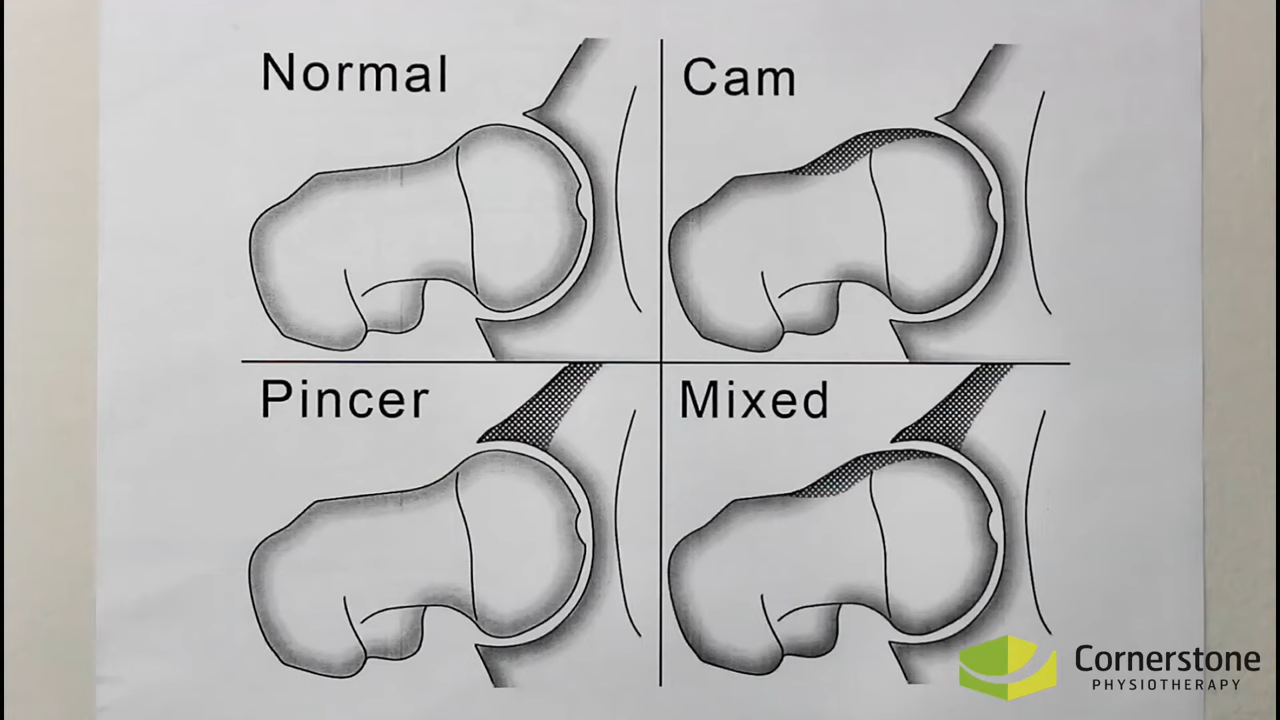 Normal
Cam
Pincer
Mixed
Cornerstone
PHYSIOTHERAPY